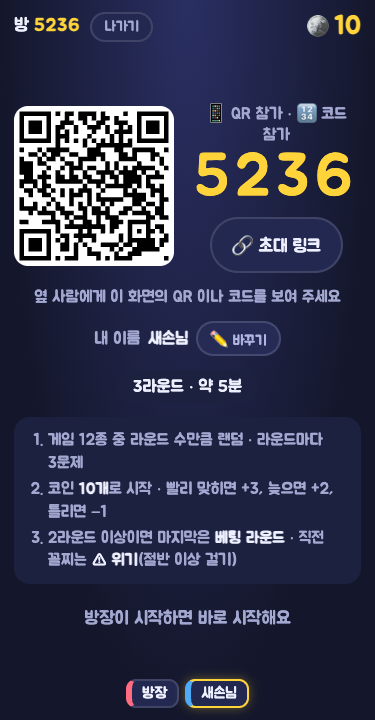 방 5236 나가기 10
📱 QR 참가 · 🔢 코드
참가
5236
🔗 초대 링크
옆 사람에게 이 화면의 QR 이나 코드를 보여 주세요
내 이름 새손님 ✏️ 바꾸기
3라운드 · 약 5분
1. 게임 12종 중 라운드 수만큼 랜덤 · 라운드마다
3문제
2. 코인 10개로 시작 · 빨리 맞히면 +3, 늦으면 +2,
틀리면 −1
3. 2라운드 이상이면 마지막은 베팅 라운드 · 직전
꼴찌는 ⚠ 위기(절반 이상 걸기)
방장이 시작하면 바로 시작해요
방장 새손님